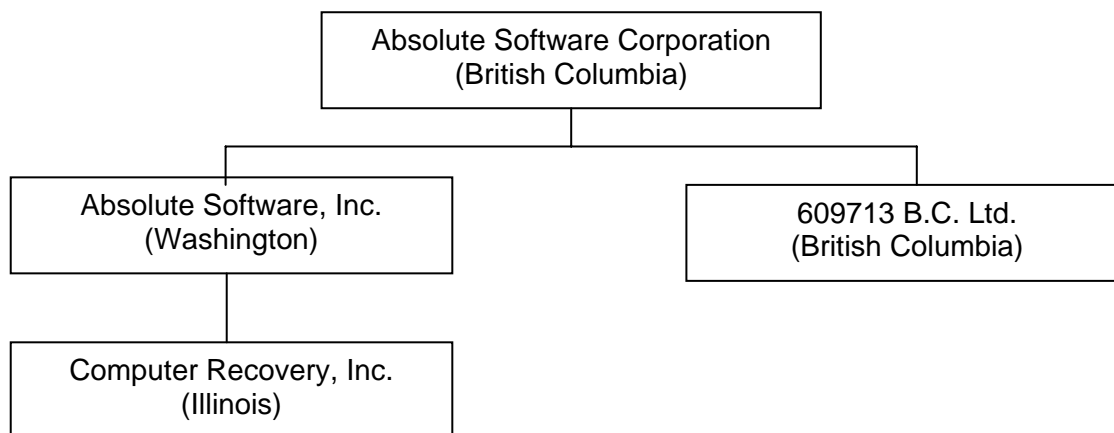 Absolute Software Corporation
(British Columbia)
Absolute Software, Inc.
(Washington)
609713 B.C. Ltd.
(British Columbia)
Computer Recovery, Inc.
(Illinois)